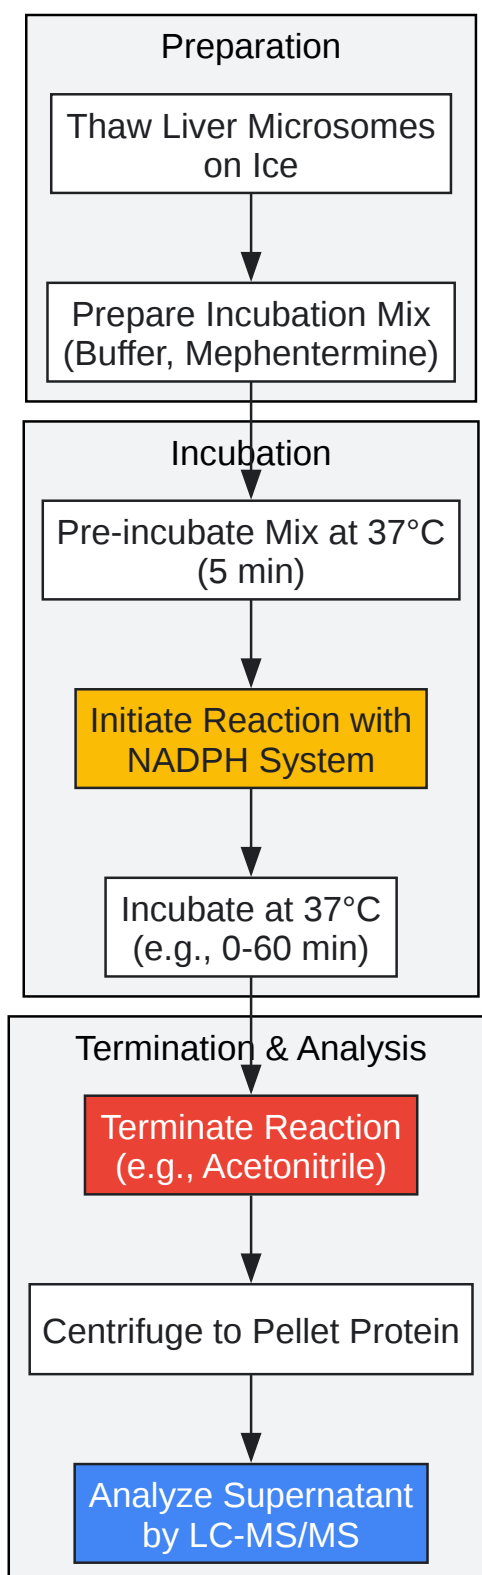 Preparation
Thaw Liver Microsomes
on Ice
Prepare Incubation Mix
(Buffer, Mephentermine)
Incubation
Pre-incubate Mix at 37°C
(5 min)
Initiate Reaction with
NADPH System
Incubate at 37°C
(e.g., 0-60 min)
Termination & Analysis
Terminate Reaction
(e.g., Acetonitrile)
Centrifuge to Pellet Protein
Analyze Supernatant
by LC-MS/MS